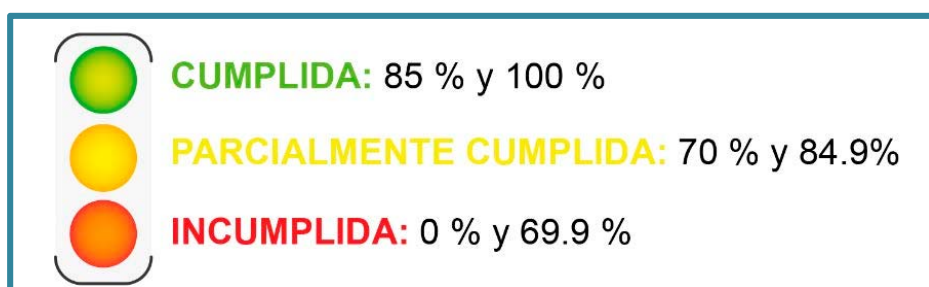 CUMPLIDA: 85 % y 100 %
PARCIALMENTE CUMPLIDA: 70 % y 84.9%
INCUMPLIDA: 0 % y 69.9 %